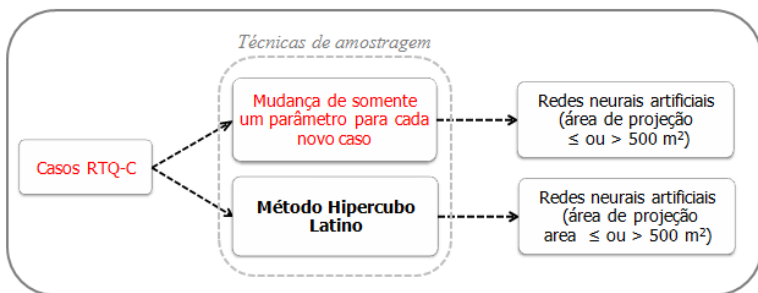 Técnicas de amostragem
Mudança de somente
um parâmetro para cada
novo caso
Redes neurais artificiais
(área de projeção
≤ ou > 500 m²)
Casos RTQ-C
Método Hipercubo
Latino
Redes neurais artificiais
(área de projeção
area ≤ ou > 500 m²)